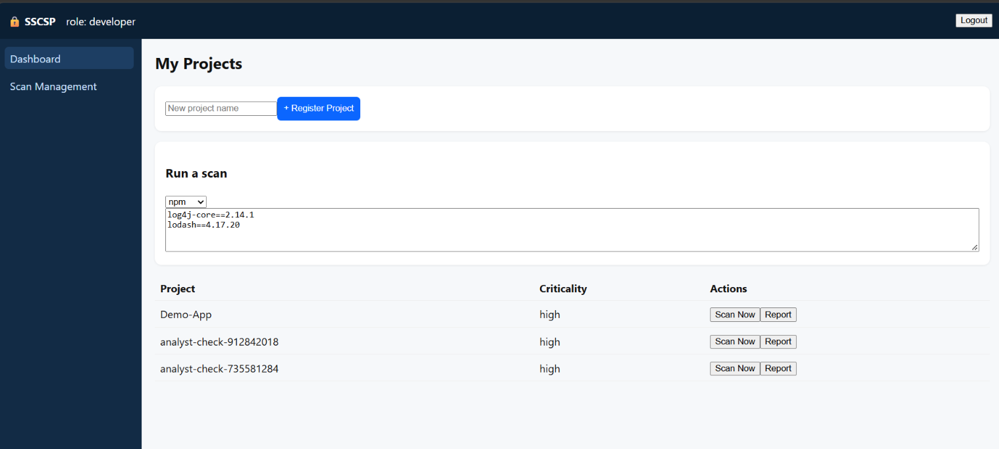 SSCSP role: developer Logout
Dashboard
Scan Management
My Projects
New project name + Register Project
Run a scan
npm
log4j-core==2.14.1
lodash==4.17.20
Project Criticality Actions
Demo-App high Scan Now Report
analyst-check-912842018 high Scan Now Report
analyst-check-735581284 high Scan Now Report